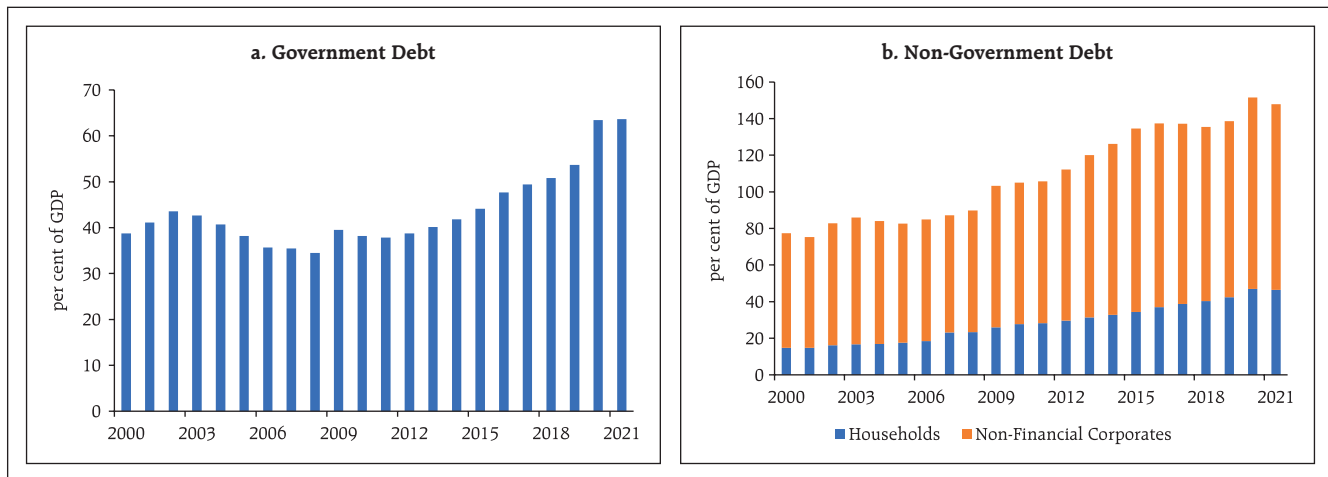 a. Government Debt
per cent of GDP
70
60
50
40
30
20
10
0
2000 2003 2006 2009 2012 2015 2018 2021
b. Non-Government Debt
per cent of GDP
160
140
120
100
80
60
40
20
0
2000 2003 2006 2009 2012 2015 2018 2021
Households Non-Financial Corporates